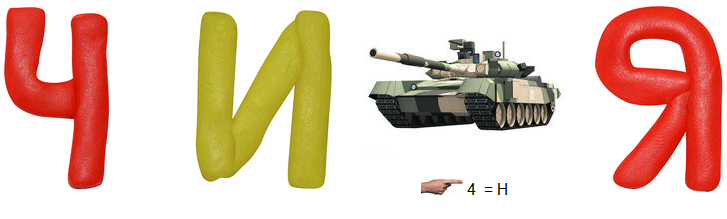 Ч И Я
4 = Н